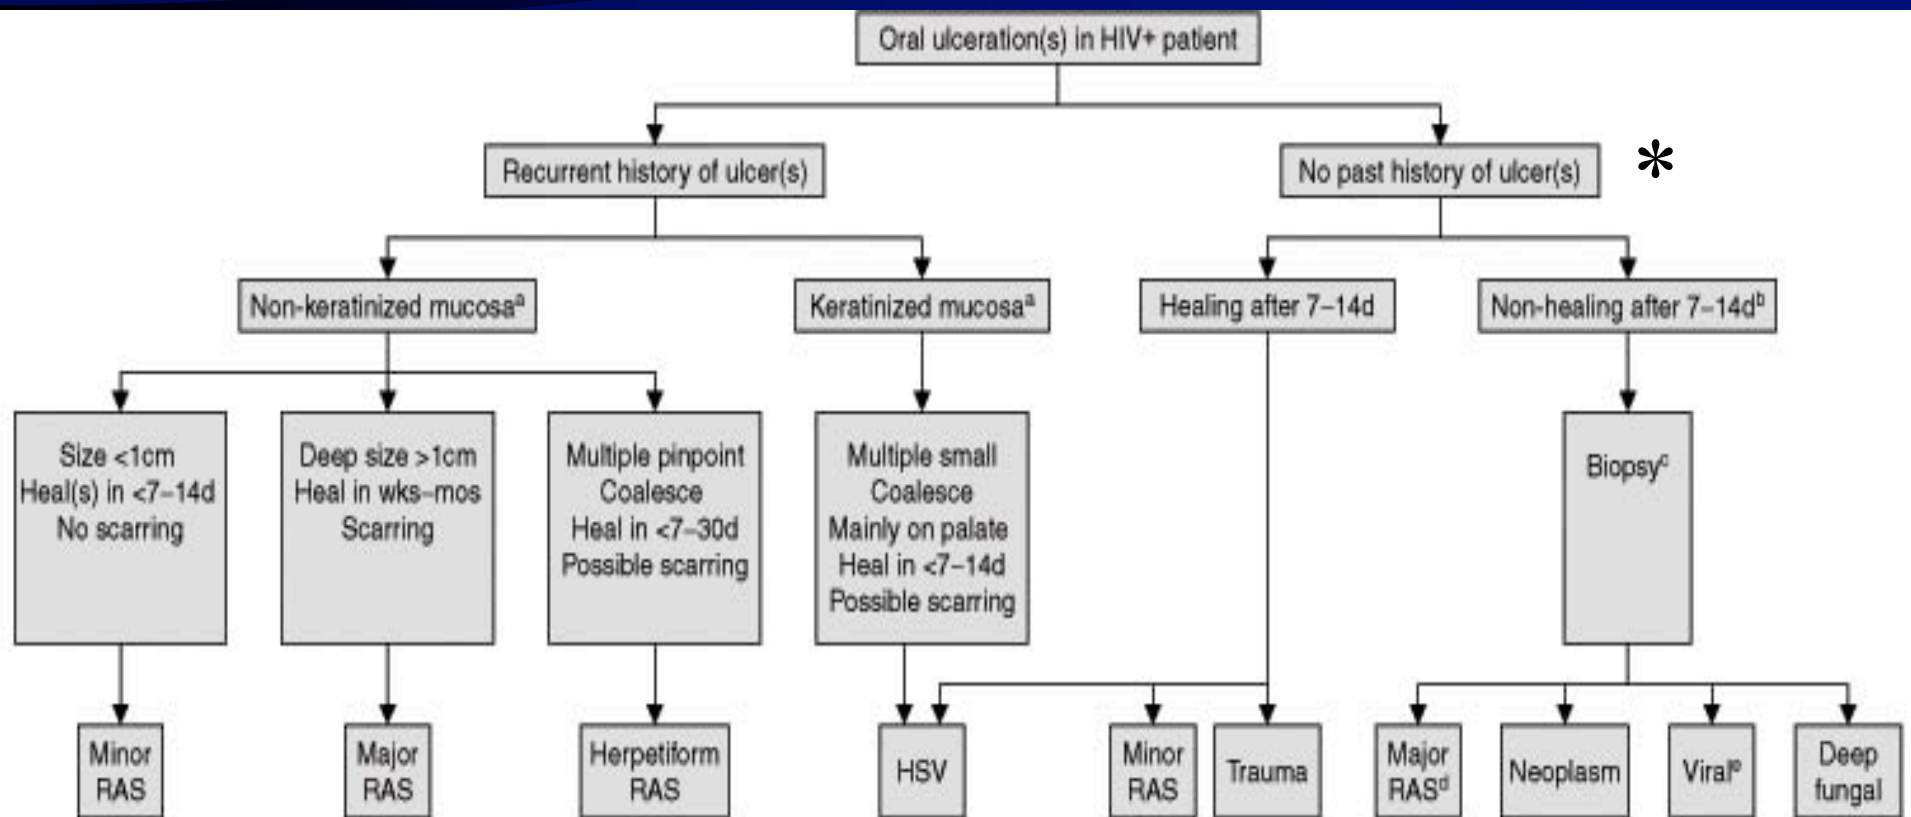 Oral ulceration(s) in HIV+ patient
Recurrent history of ulcer(s)
No past history of ulcer(s)
*
Non-keratinized mucosaᵃ
Keratinized mucosaᵃ
Healing after 7–14d
Non-healing after 7–14dᵇ
Size <1cm
Heal(s) in <7–14d
No scarring
Deep size >1cm
Heal in wks–mos
Scarring
Multiple pinpoint
Coalesce
Heal in <7–30d
Possible scarring
Multiple small
Coalesce
Mainly on palate
Heal in <7–14d
Possible scarring
Biopsyᶜ
Minor
RAS
Major
RAS
Herpetiform
RAS
HSV
Minor
RAS
Trauma
Major
RASᵈ
Neoplasm
Viralᵉ
Deep
fungal